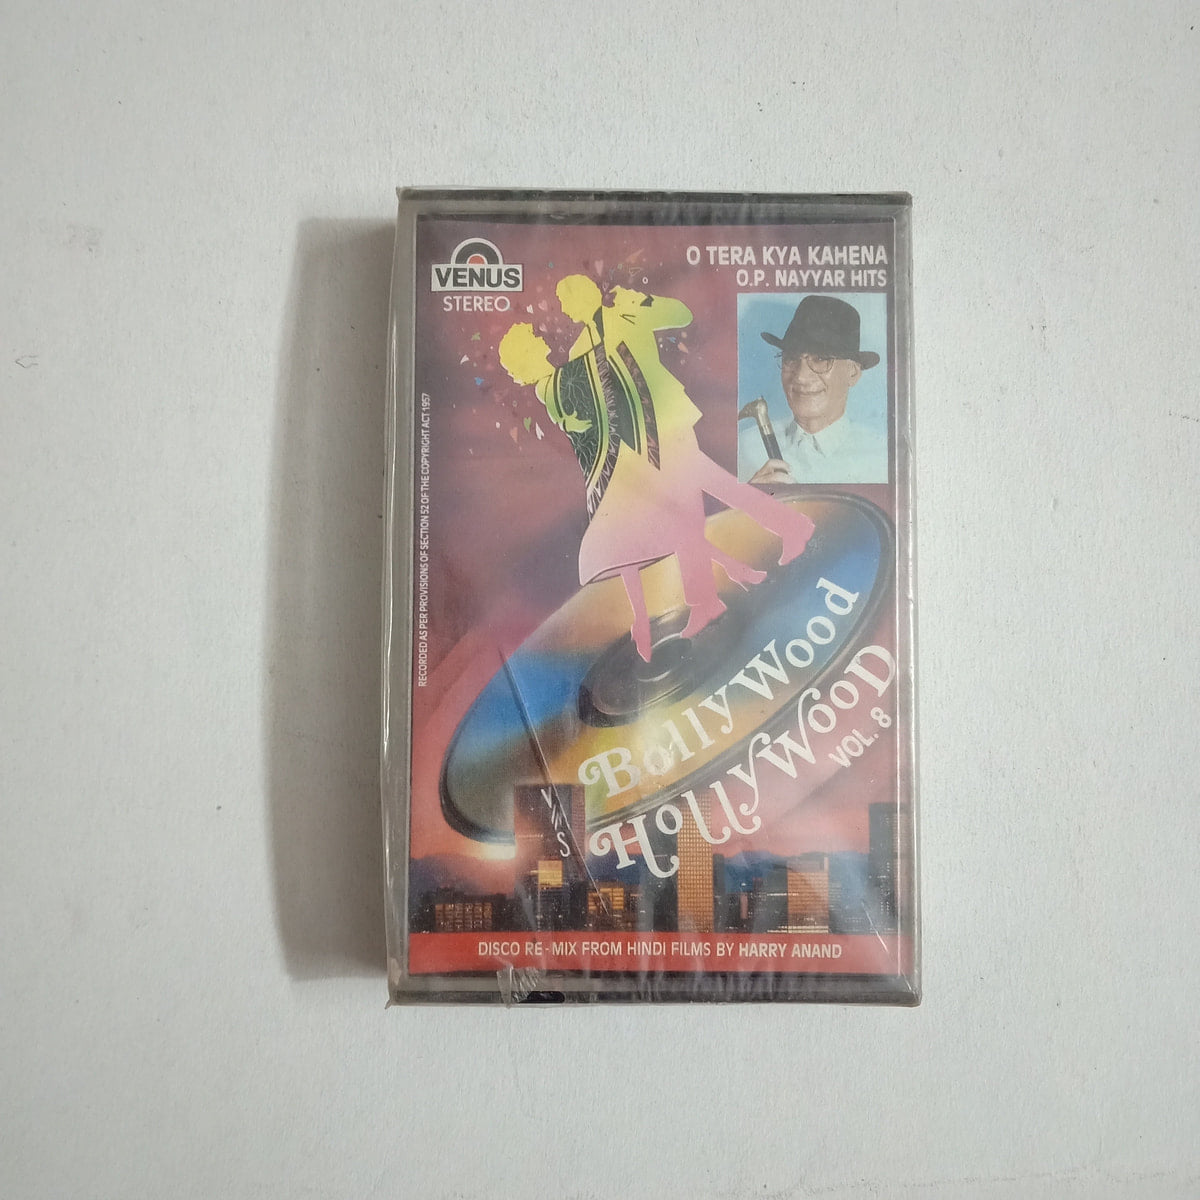 VENUS
STEREO
O TERA KYA KAHENA
O.P. NAYYAR HITS
RECORDED AS PER PROVISIONS OF SECTION 52 OF THE COPYRIGHT ACT 1957
BollyWood
V/S
HollyWooD
VOL. 8
DISCO RE-MIX FROM HINDI FILMS BY HARRY ANAND